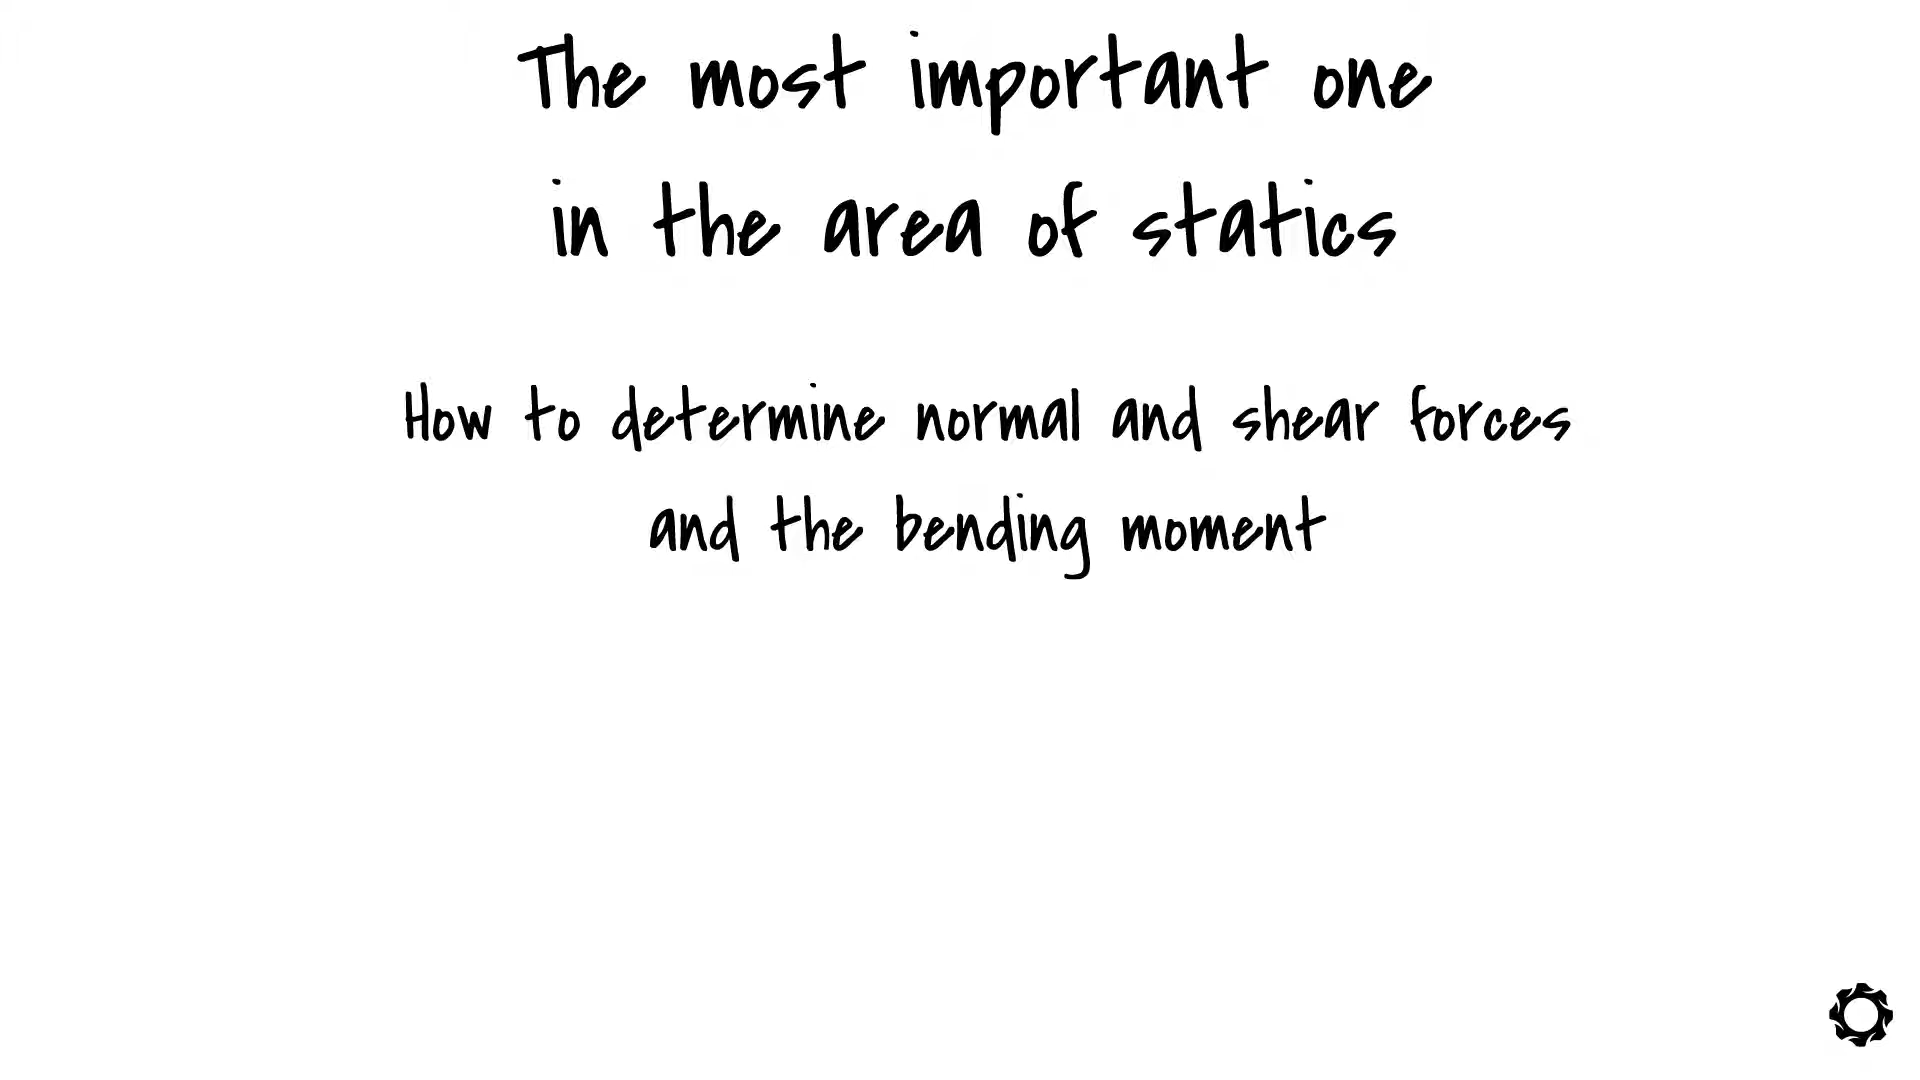 The most important one
in the area of statics
How to determine normal and shear forces
and the bending moment